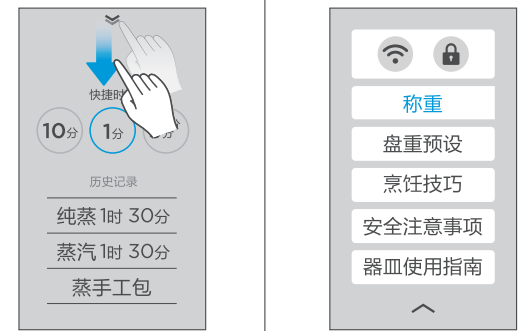 快捷时
10分 1分 分
历史记录
纯蒸1时 30分
蒸汽1时 30分
蒸手工包
称重
盘重预设
烹饪技巧
安全注意事项
器皿使用指南